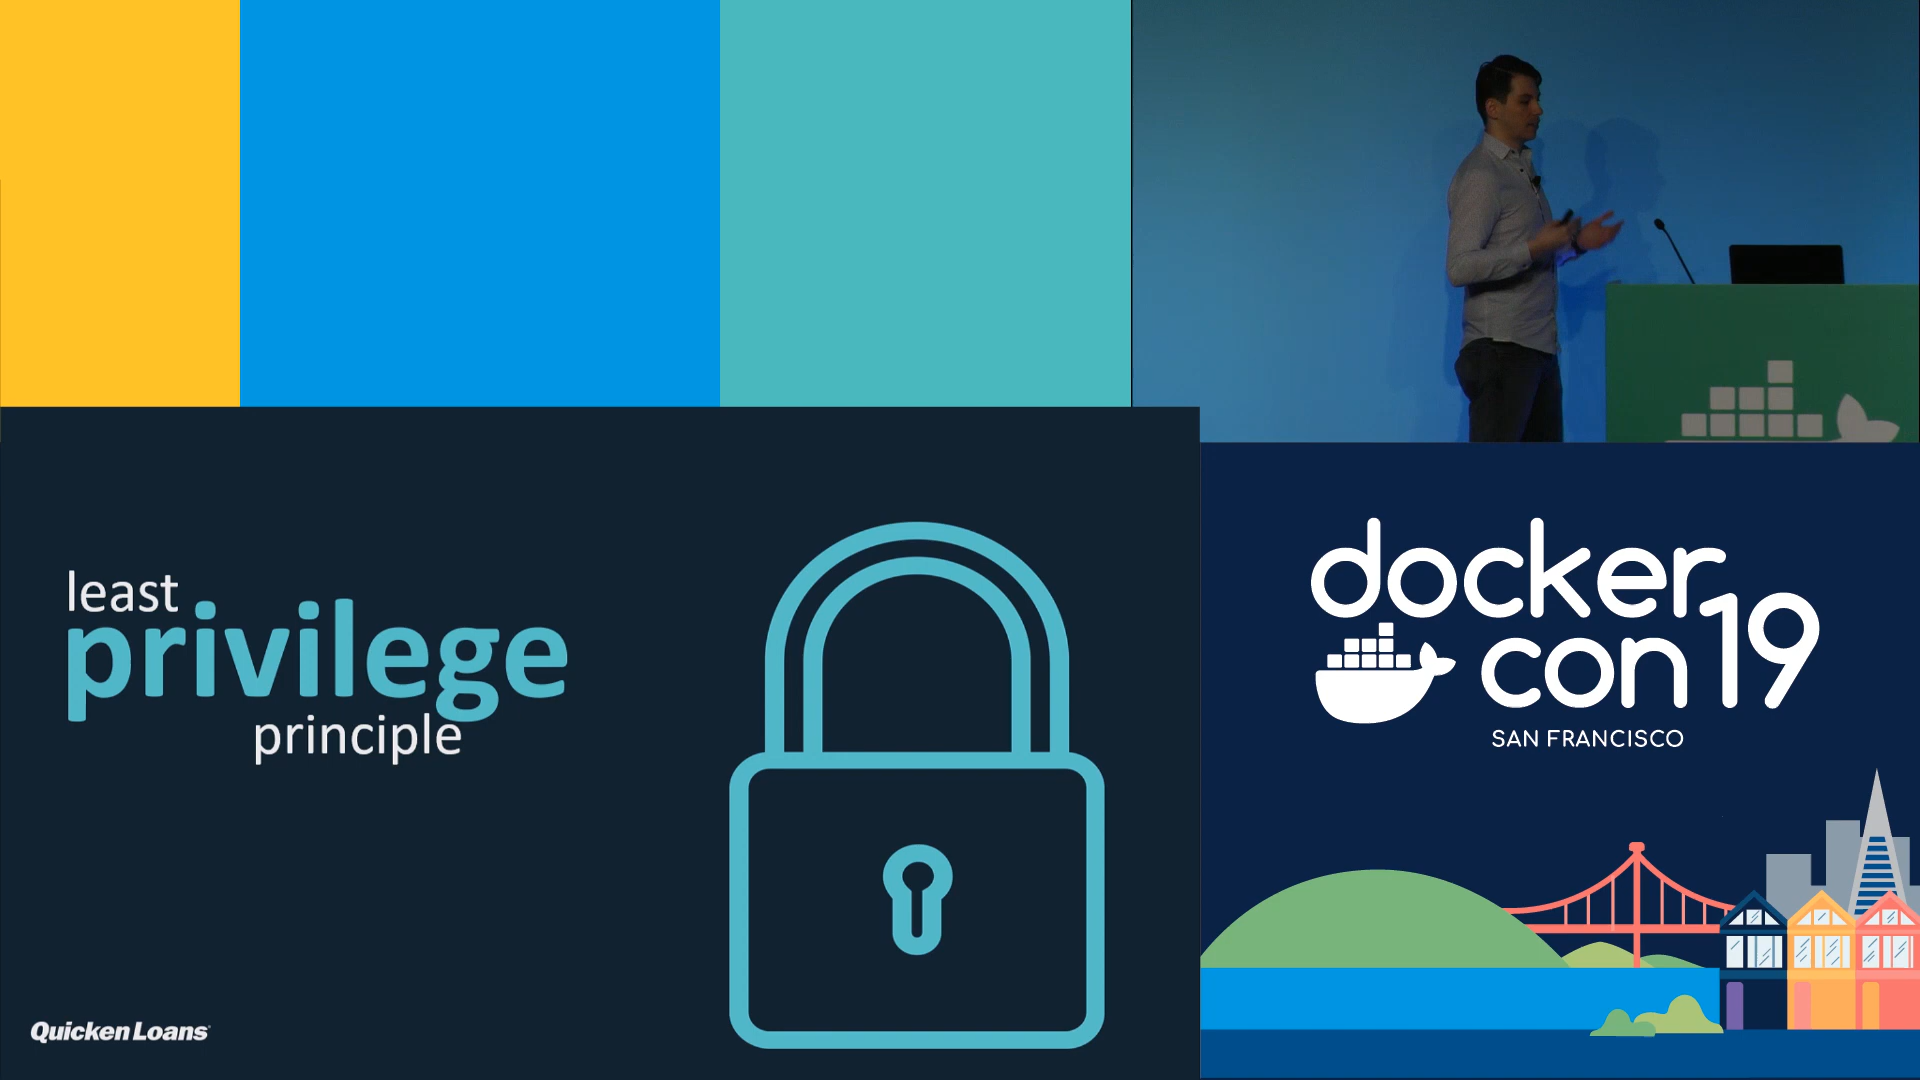 least
privilege
principle
Quicken Loans
docker
con 19
SAN FRANCISCO